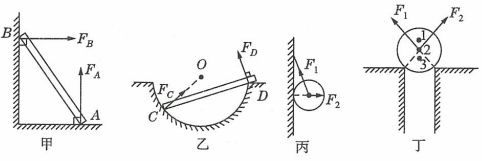 B F_B F_A A 甲
O F_D F_C C D 乙
F_1 F_2 丙
F_1 F_2 1 2 3 丁